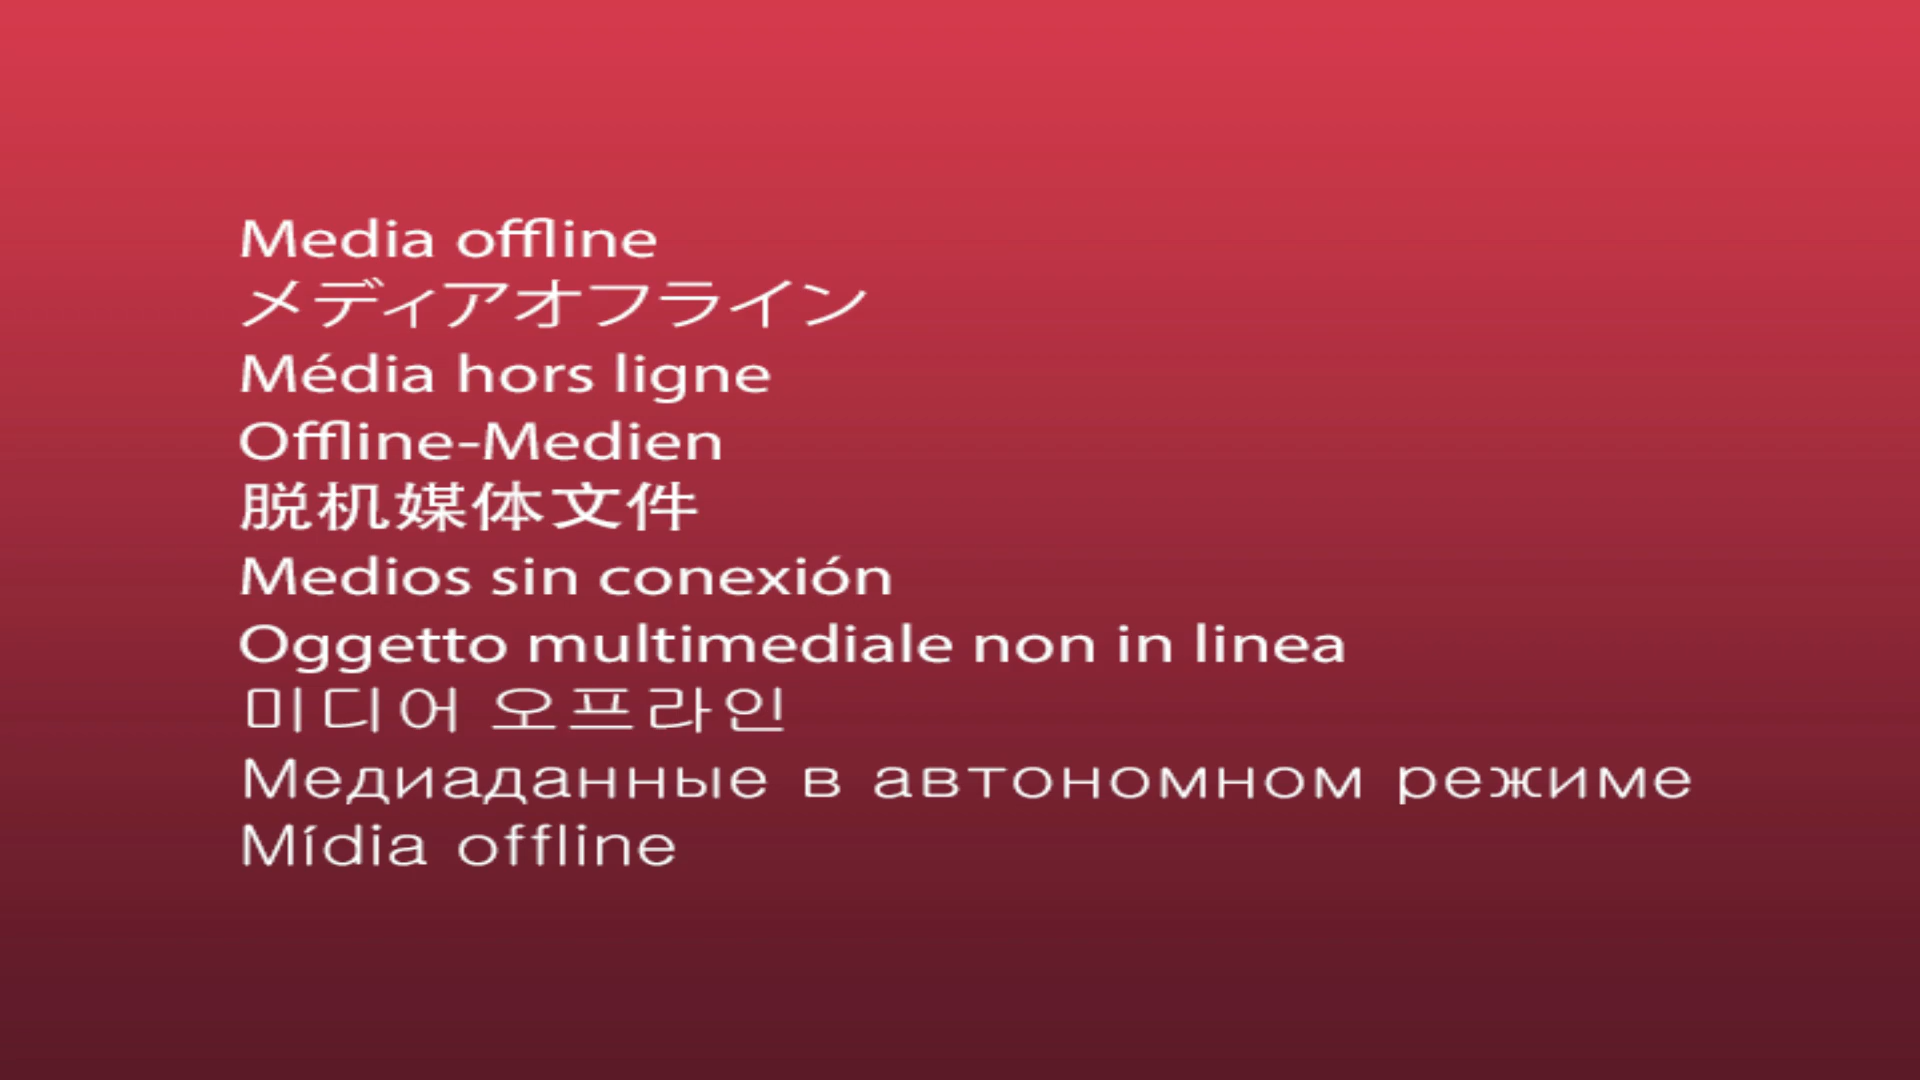 Media offline
メディアオフライン
Média hors ligne
Offline-Medien
脱机媒体文件
Medios sin conexión
Oggetto multimediale non in linea
미디어 오프라인
Медиаданные в автономном режиме
Mídia offline